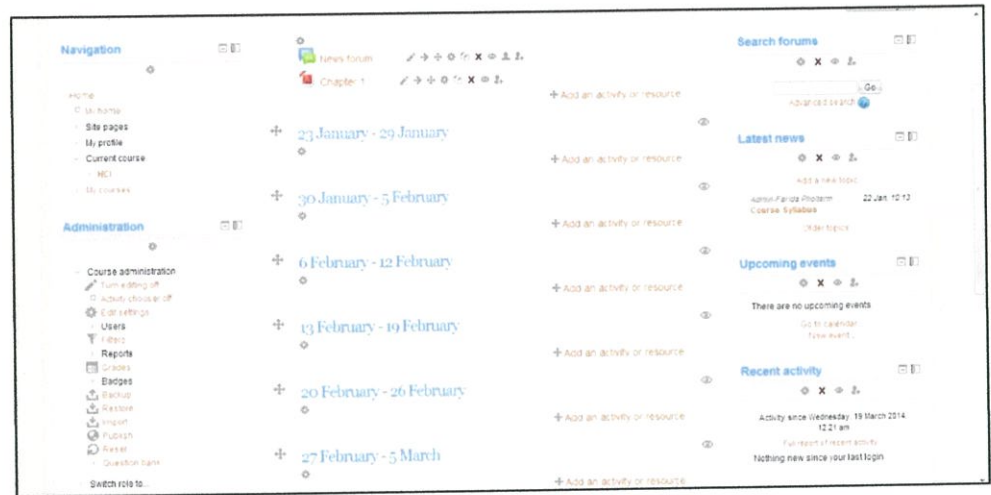 Navigation
Home
My home
Site pages
My profile
Current course
HCI
My courses
Administration
Course administration
Turn editing off
Activity chooser off
Edit settings
Users
Filters
Reports
Grades
Badges
Backup
Restore
Import
Publish
Reset
Question bank
Switch role to...
News forum
Chapter 1
Add an activity or resource
23 January - 29 January
Add an activity or resource
30 January - 5 February
Add an activity or resource
6 February - 12 February
Add an activity or resource
13 February - 19 February
Add an activity or resource
20 February - 26 February
Add an activity or resource
27 February - 5 March
Add an activity or resource
Search forums
Go
Advanced search
Latest news
Add a new topic...
22 Jan, 10:13
Course Syllabus
Older topics ...
Upcoming events
There are no upcoming events
Go to calendar...
New event...
Recent activity
Activity since Wednesday, 19 March 2014,
12:21 am
Full report of recent activity...
Nothing new since your last login